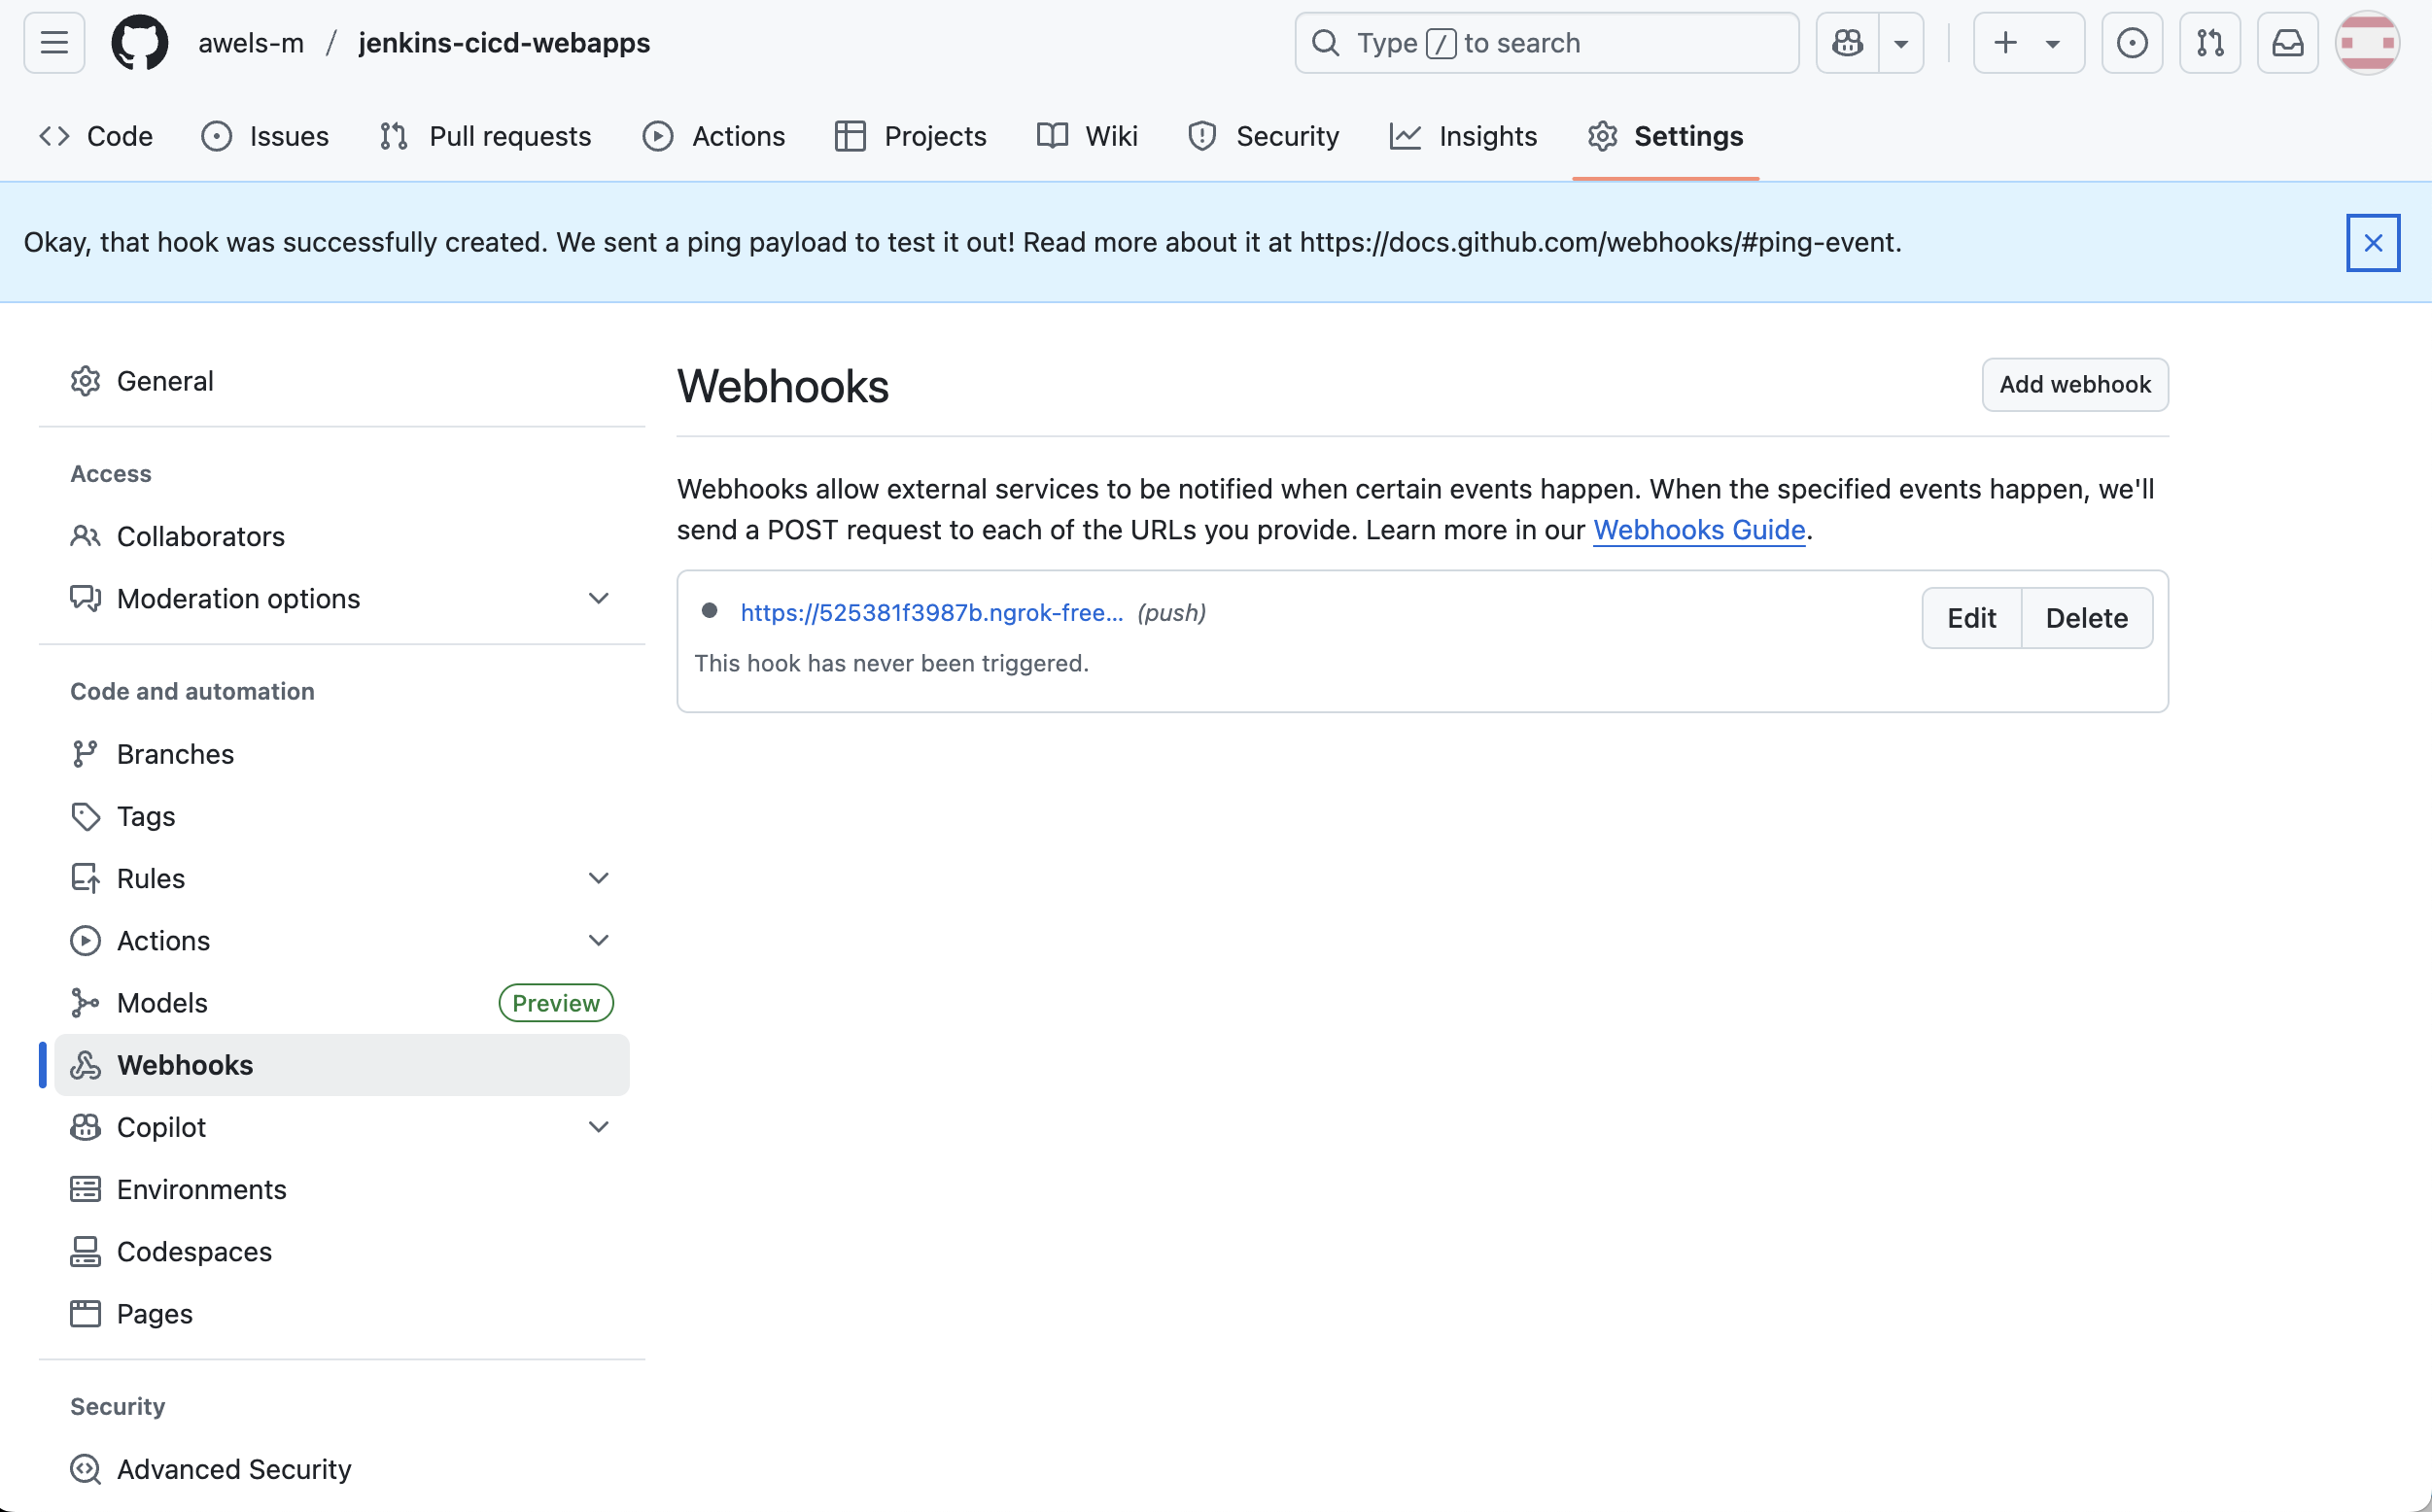 awels-m / jenkins-cicd-webapps
Type / to search
Code Issues Pull requests Actions Projects Wiki Security Insights Settings
Okay, that hook was successfully created. We sent a ping payload to test it out! Read more about it at https://docs.github.com/webhooks/#ping-event.
General
Access
Collaborators
Moderation options
Code and automation
Branches
Tags
Rules
Actions
Models Preview
Webhooks
Copilot
Environments
Codespaces
Pages
Security
Advanced Security
Webhooks
Add webhook
Webhooks allow external services to be notified when certain events happen. When the specified events happen, we'll
send a POST request to each of the URLs you provide. Learn more in our Webhooks Guide.
https://525381f3987b.ngrok-free... (push)
Edit Delete
This hook has never been triggered.